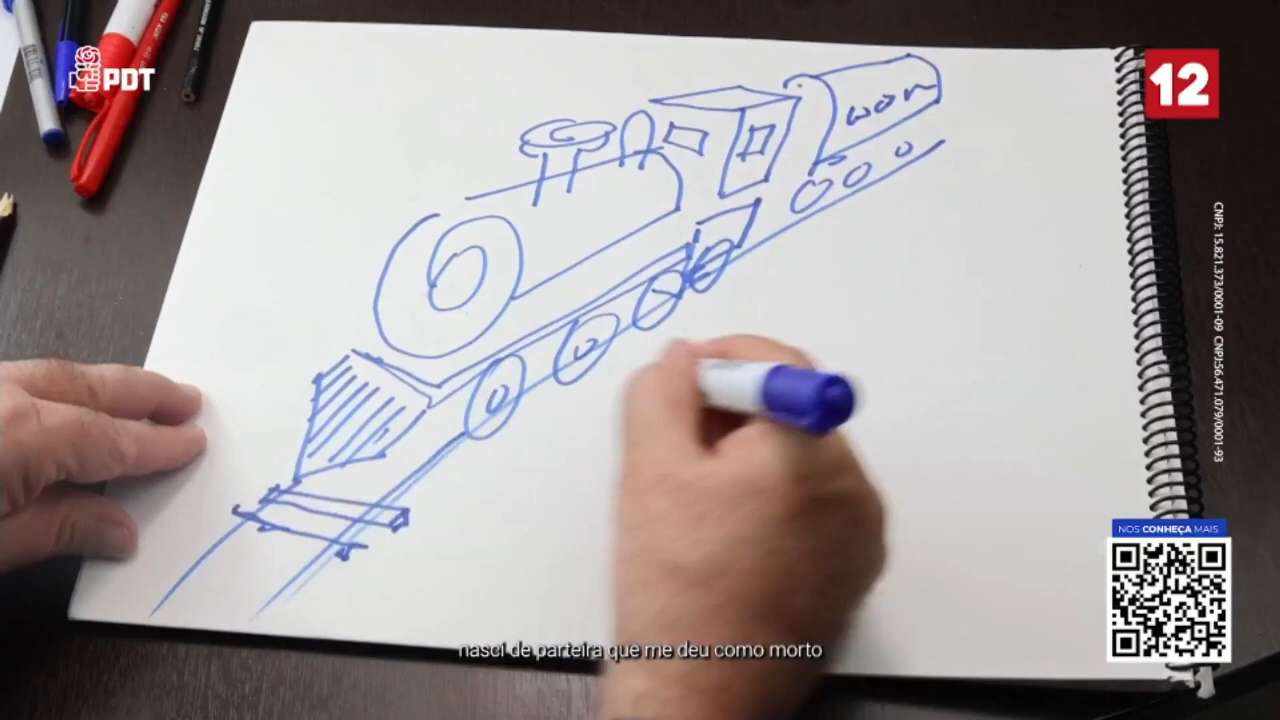 PDT
12
won
CNPJ: 15.821.373/0001-09 CNPJ:56.471.079/0001-93
NOS CONHEÇA MAIS
nasci de parteira que me deu como morto